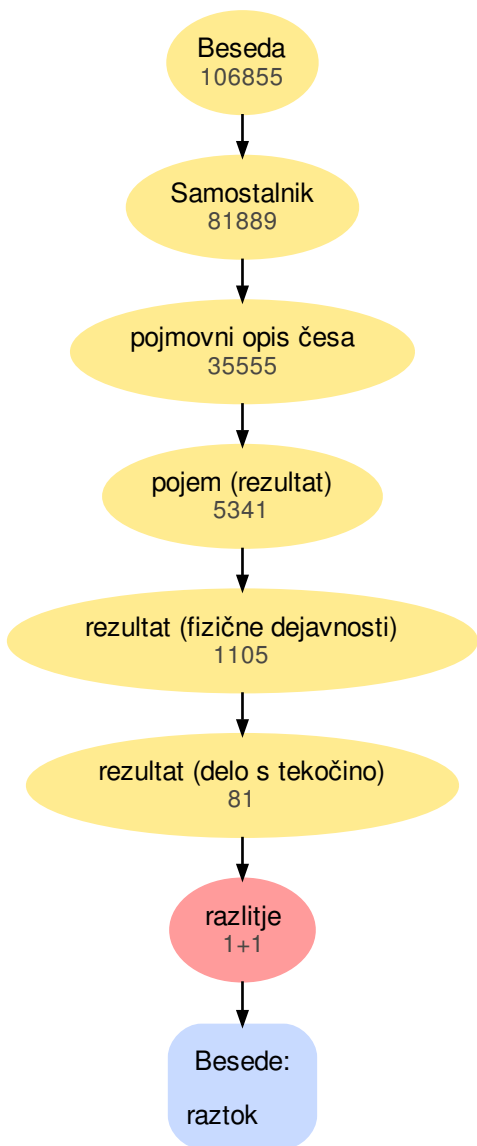 Beseda
106855
Samostalnik
81889
pojmovni opis česa
35555
pojem (rezultat)
5341
rezultat (fizične dejavnosti)
1105
rezultat (delo s tekočino)
81
razlitje
1+1
Besede:
raztok